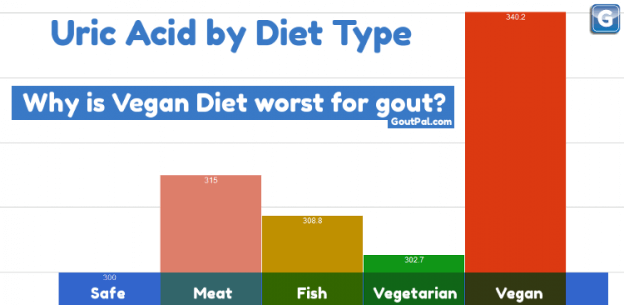 Uric Acid by Diet Type
G
Why is Vegan Diet worst for gout?
GoutPal.com
340.2
315
308.8
302.7
300
Safe Meat Fish Vegetarian Vegan